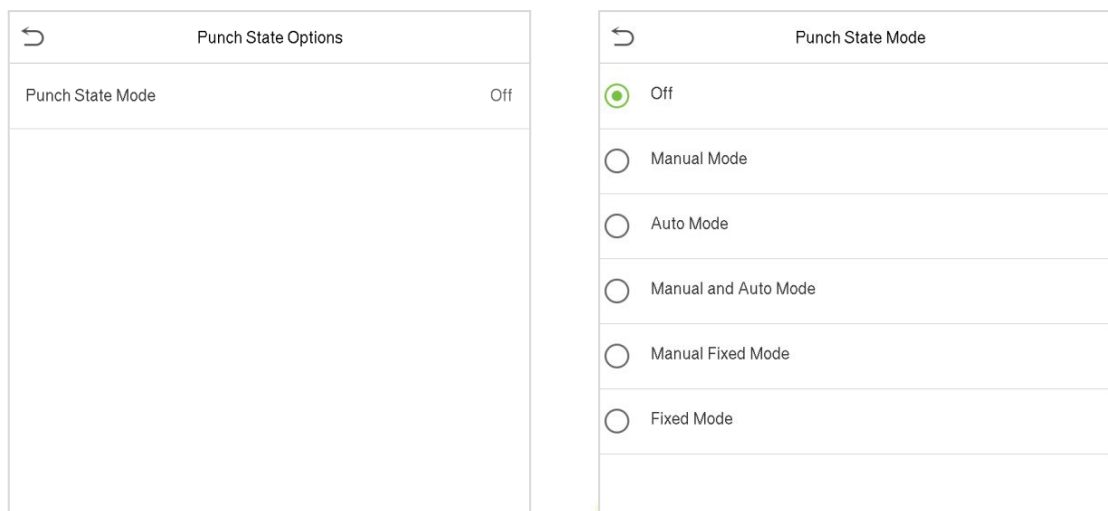 Punch State Options
Punch State Mode Off
Punch State Mode
Off
Manual Mode
Auto Mode
Manual and Auto Mode
Manual Fixed Mode
Fixed Mode